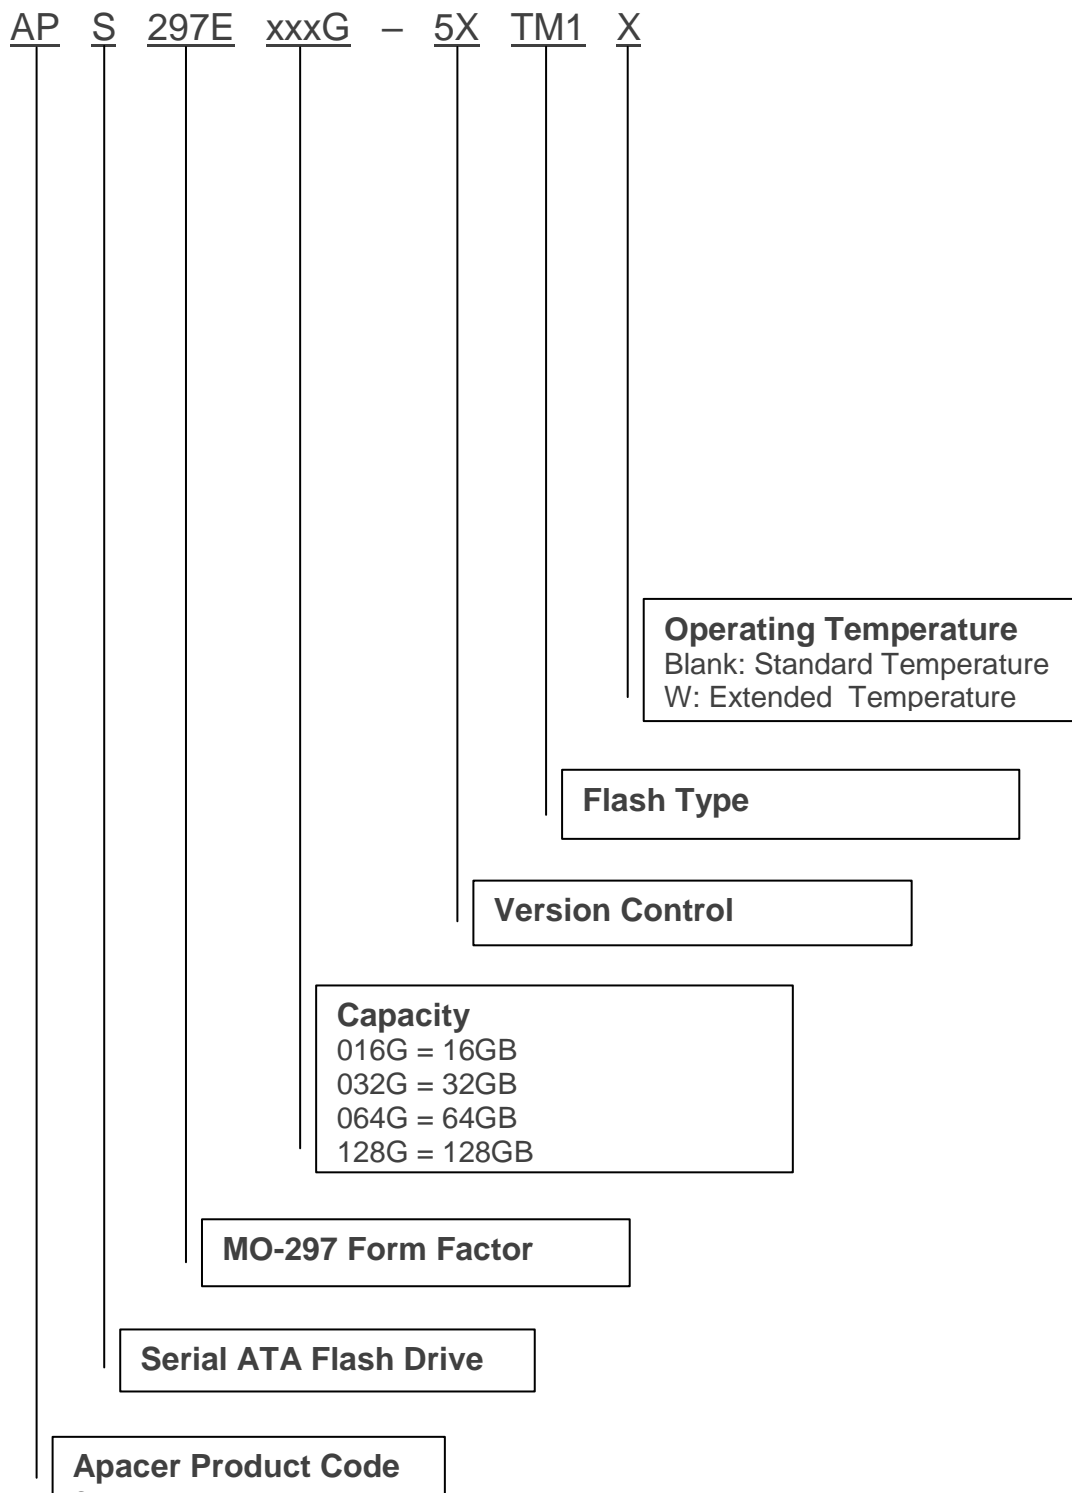 AP S 297E xxxG – 5X TM1 X
Operating Temperature
Blank: Standard Temperature
W: Extended Temperature
Flash Type
Version Control
Capacity
016G = 16GB
032G = 32GB
064G = 64GB
128G = 128GB
MO-297 Form Factor
Serial ATA Flash Drive
Apacer Product Code